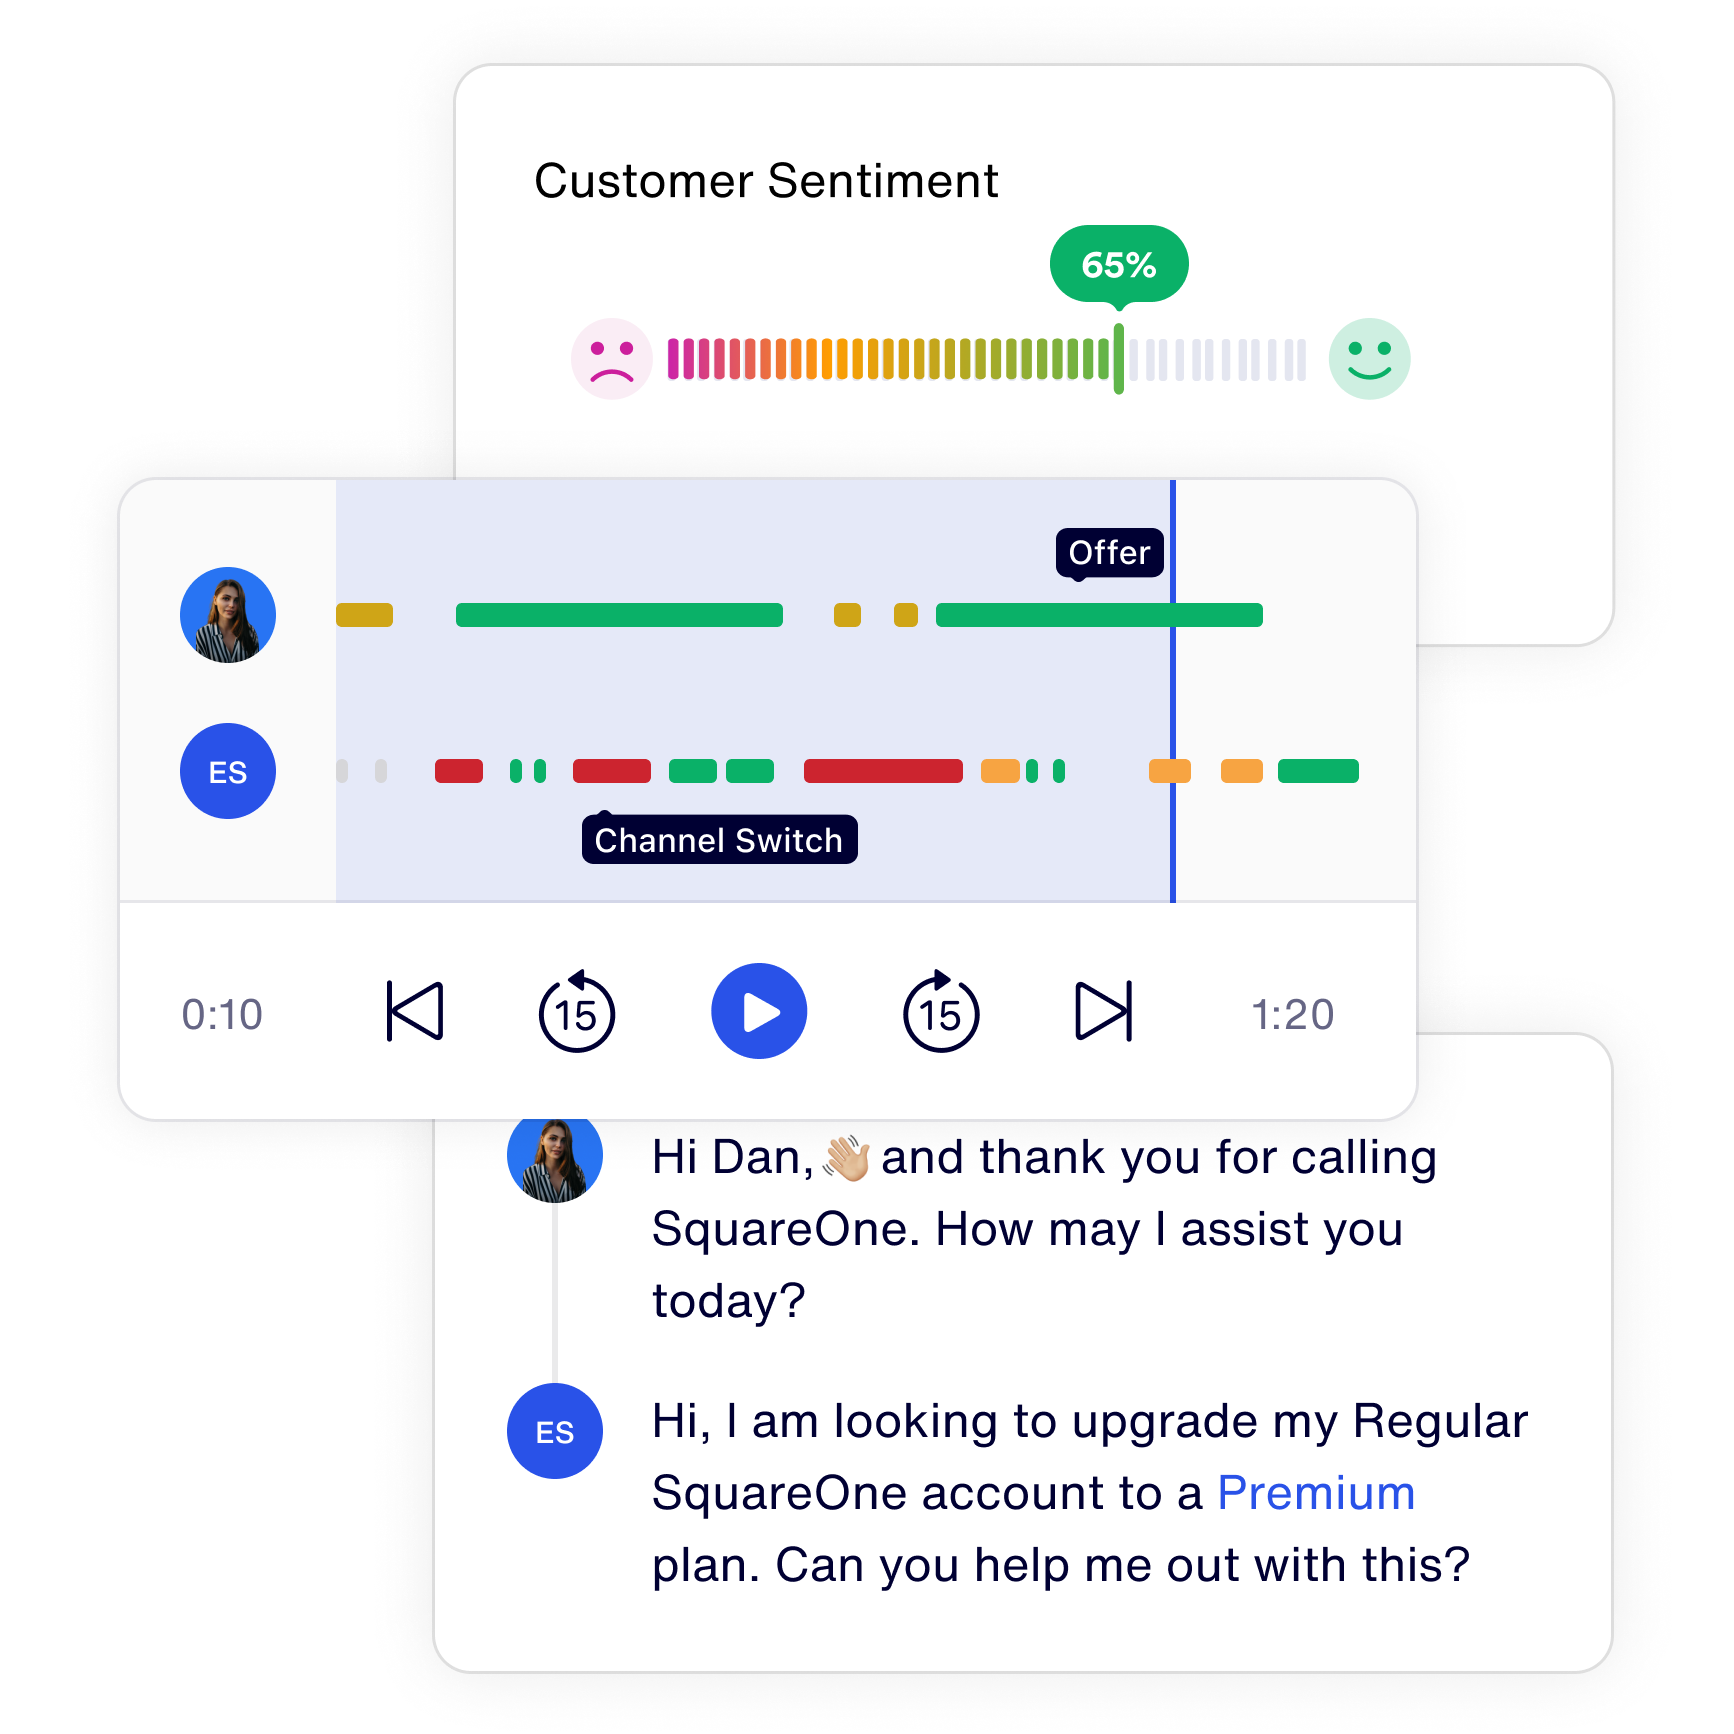 Customer Sentiment
65%
Offer
ES
Channel Switch
0:10
15
15
1:20
Hi Dan,👋🏼 and thank you for calling
SquareOne. How may I assist you
today?
ES
Hi, I am looking to upgrade my Regular
SquareOne account to a Premium
plan. Can you help me out with this?